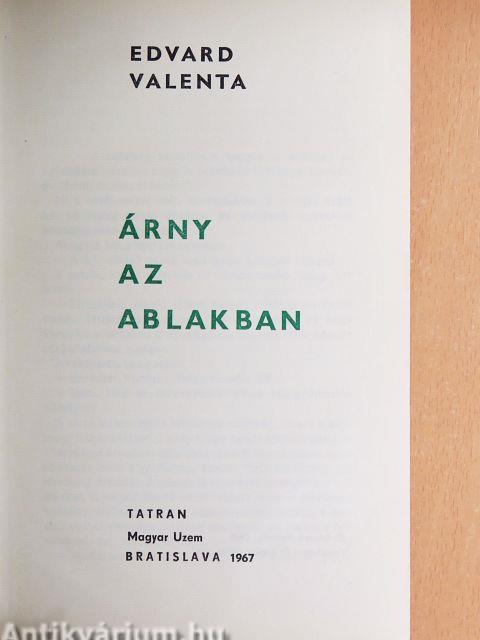 EDVARD
VALENTA
ÁRNY
AZ
ABLAKBAN
TATRAN
Magyar Uzem
BRATISLAVA 1967
Antikvárium.hu